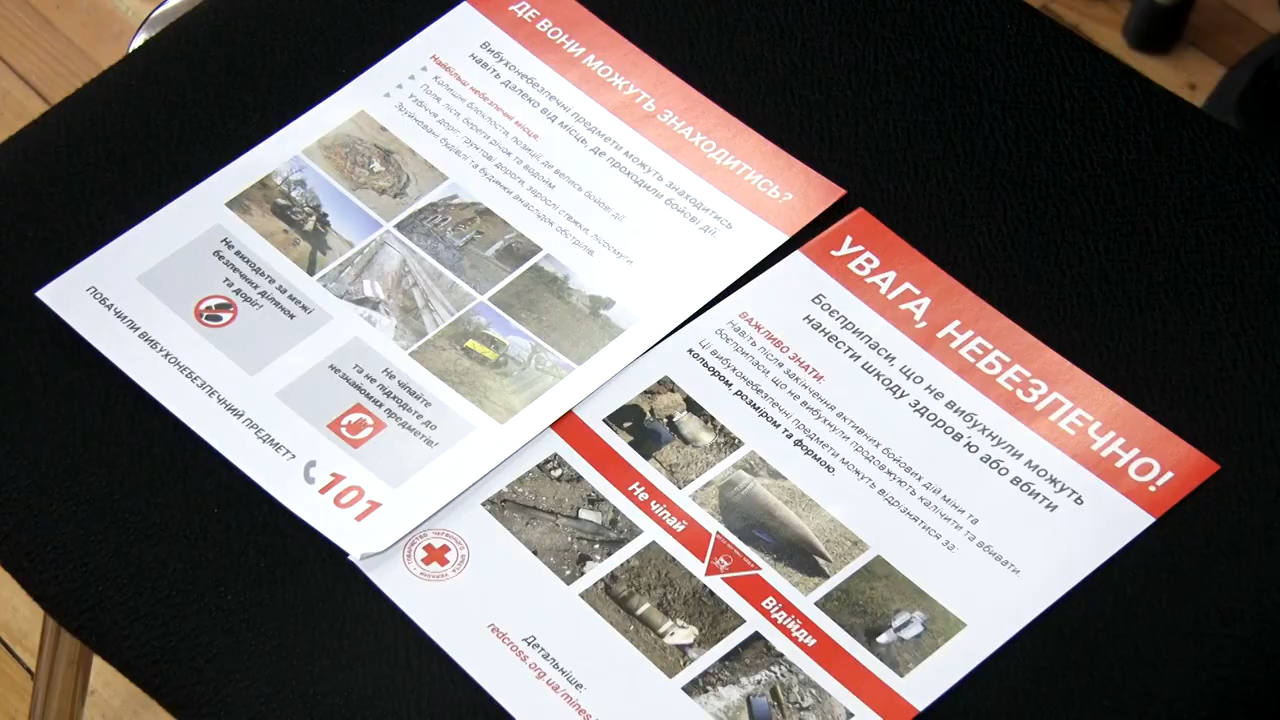 ДЕ ВОНИ МОЖУТЬ ЗНАХОДИТИСЬ?
Вибухонебезпечні предмети можуть знаходитись
навіть далеко від місць, де проходили бойові дії.
Найбільш небезпечні місця:
Колишні блокпости, позиції, де велись бойові дії
Поля, ліси, береги річок та водойм.
Узбіччя доріг, ґрунтові дороги, зарослі стежки, лісосмуги
Зруйновані будівлі та будинки внаслідок обстрілів.
Не виходьте за межі
безпечних ділянок
та доріг!
Не чіпайте
та не підходьте до
незнайомих предметів!
ПОБАЧИЛИ ВИБУХОНЕБЕЗПЕЧНИЙ ПРЕДМЕТ?
101
УВАГА, НЕБЕЗПЕЧНО!
Боєприпаси, що не вибухнули можуть
нанести шкоду здоров'ю або вбити
ВАЖЛИВО ЗНАТИ:
Навіть після закінчення активних бойових дій міни та
боєприпаси, що не вибухнули продовжують калічити та вбивати.
Ці вибухонебезпечні предмети можуть відрізнятися за:
кольором, розміром та формою.
Не чіпай
Відійди
ТОВАРИСТВО ЧЕРВОНОГО ХРЕСТА УКРАЇНИ
Детальніше:
redcross.org.ua/mines